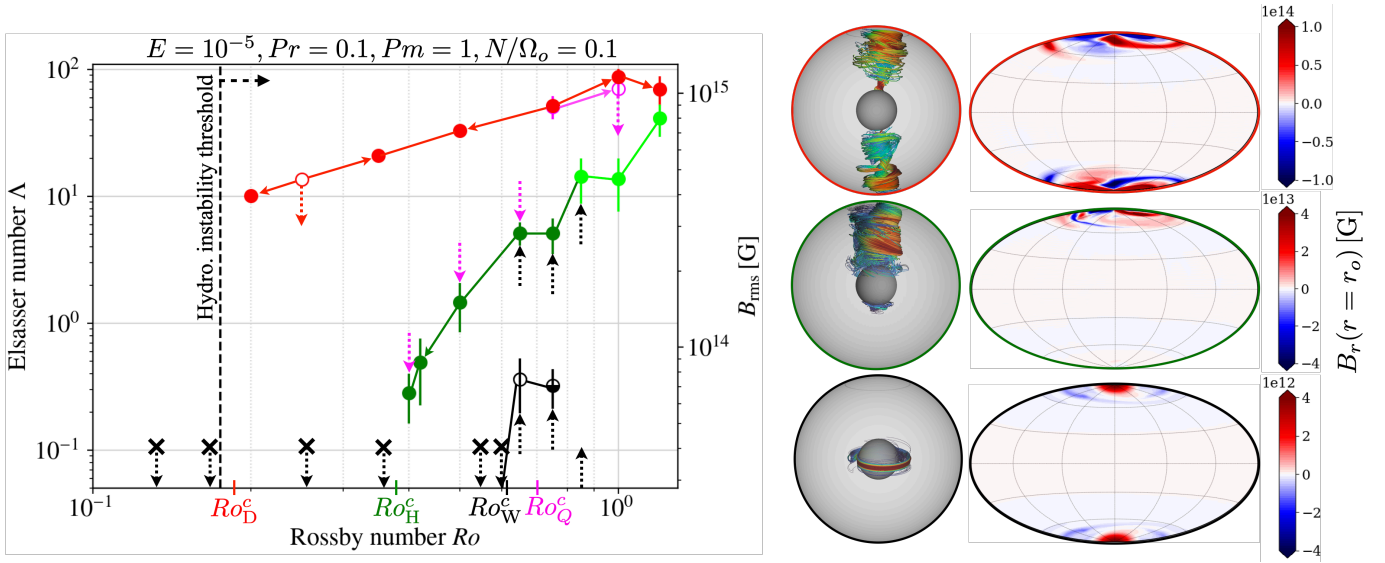 E = 10^{-5}, Pr = 0.1, Pm = 1, N/Ω_o = 0.1
Elsasser number Λ
10^2
10^1
10^0
10^{-1}
Hydro. instability threshold
10^{15}
10^{14}
B_rms [G]
10^{-1}
Ro_D^c
Ro_H^c
Ro_W^c
Ro_Q^c
10^0
Rossby number Ro
1e14
1.0
0.5
0.0
−0.5
−1.0
1e13
4
2
0
−2
−4
1e12
4
2
0
−2
−4
B_r(r = r_o) [G]